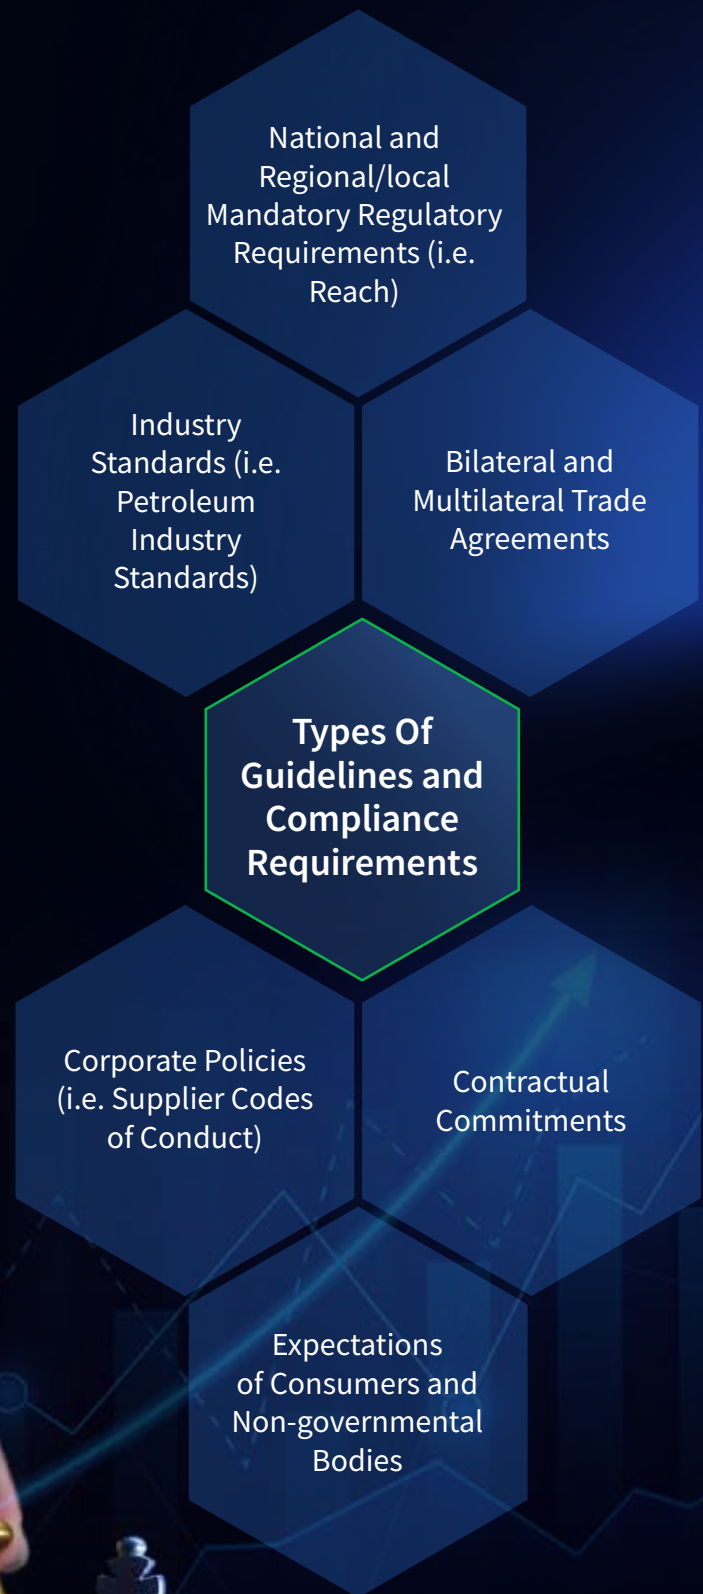 National and
Regional/local
Mandatory Regulatory
Requirements (i.e.
Reach)
Industry
Standards (i.e.
Petroleum
Industry
Standards)
Bilateral and
Multilateral Trade
Agreements
Types Of
Guidelines and
Compliance
Requirements
Corporate Policies
(i.e. Supplier Codes
of Conduct)
Contractual
Commitments
Expectations
of Consumers and
Non-governmental
Bodies